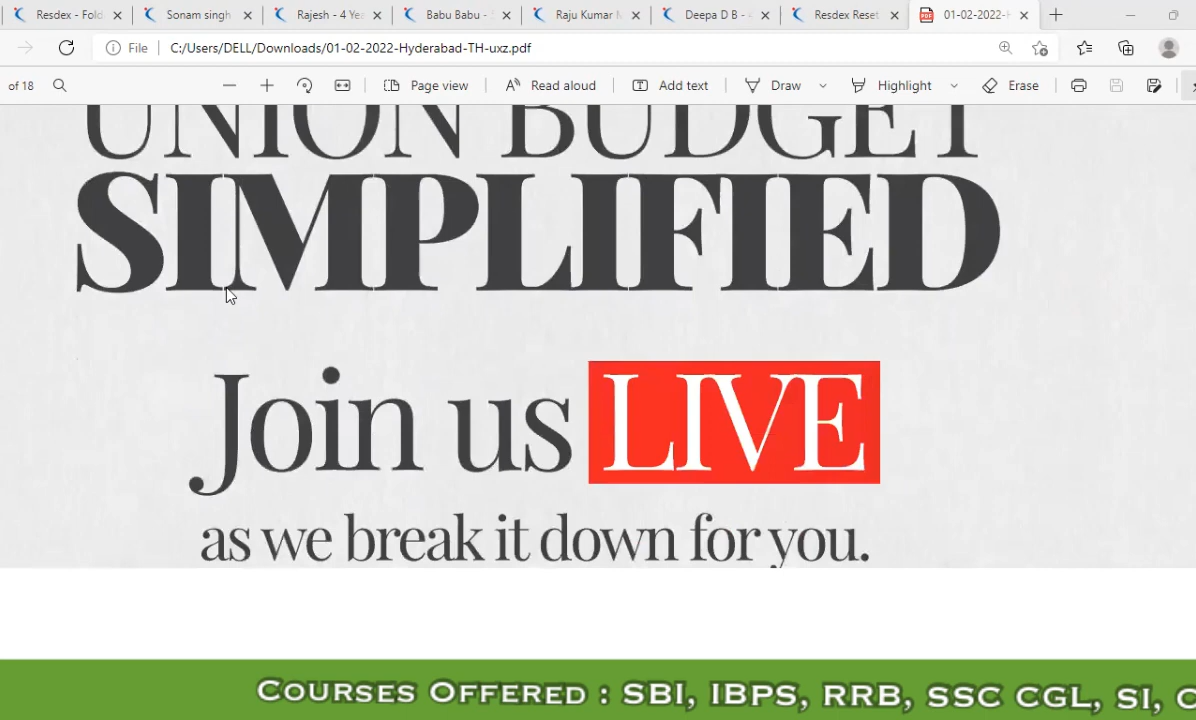 Resdex - Fold
Sonam singh
Rajesh - 4 Yea
Babu Babu -
Raju Kumar
Deepa D B -
Resdex Reset
01-02-2022-
File
C:/Users/DELL/Downloads/01-02-2022-Hyderabad-TH-uxz.pdf
of 18
Page view
Read aloud
Add text
Draw
Highlight
Erase
UNION BUDGET
SIMPLIFIED
Join us LIVE
as we break it down for you.
COURSES OFFERED : SBI, IBPS, RRB, SSC CGL, SI,